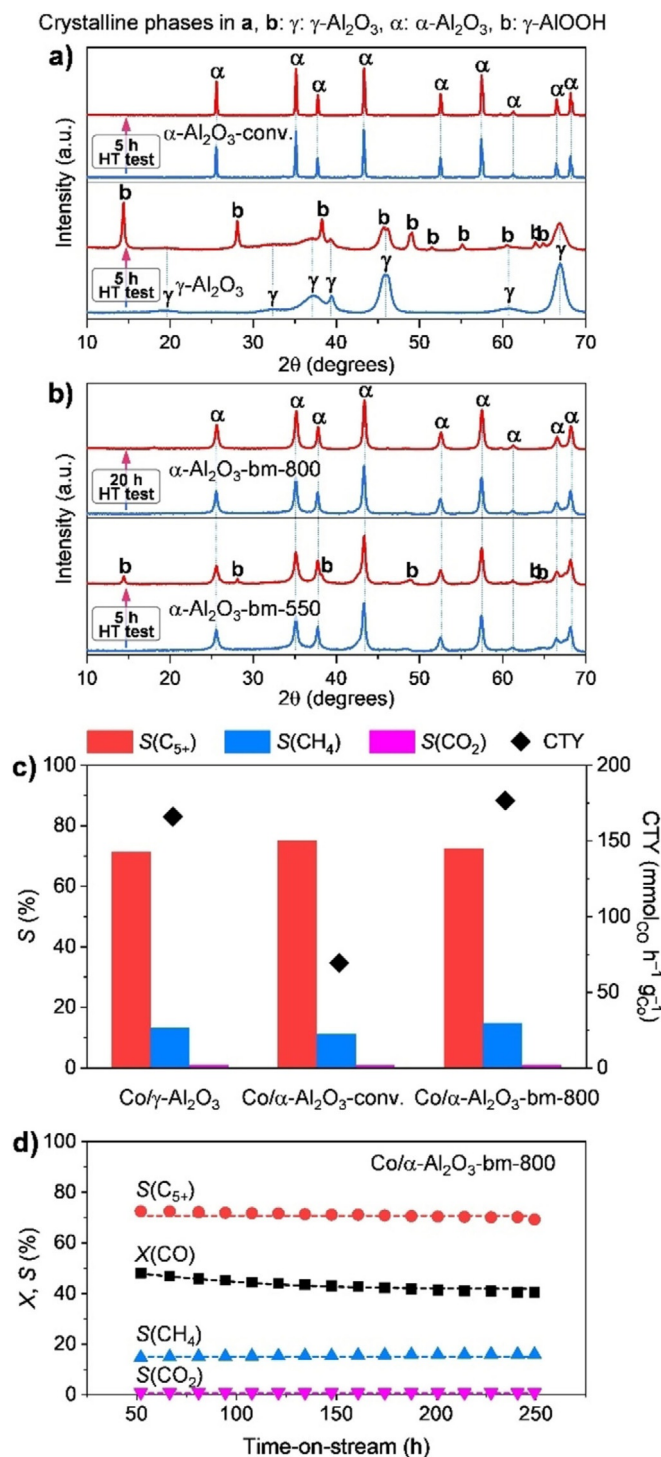 Crystalline phases in a, b: γ: γ-Al₂O₃, α: α-Al₂O₃, b: γ-AlOOH
a)
α α α α α α α α α
5 h
HT test
α-Al₂O₃-conv.
Intensity (a.u.)
b b b b b b b b b b
5 h
HT test
γ-Al₂O₃
γ γ γ γ γ γ γ
10 20 30 40 50 60 70
2θ (degrees)
b)
α α α α α α α α α
20 h
HT test
α-Al₂O₃-bm-800
Intensity (a.u.)
b b b b b b
5 h
HT test
α-Al₂O₃-bm-550
10 20 30 40 50 60 70
2θ (degrees)
S(C₅₊) S(CH₄) S(CO₂) CTY
c)
100 80 60 40 20 0
S (%)
200 150 100 50 0
CTY (mmol_CO h⁻¹ g_Co⁻¹)
Co/γ-Al₂O₃ Co/α-Al₂O₃-conv. Co/α-Al₂O₃-bm-800
d)
100 80 60 40 20 0
X, S (%)
Co/α-Al₂O₃-bm-800
S(C₅₊)
X(CO)
S(CH₄)
S(CO₂)
50 100 150 200 250
Time-on-stream (h)